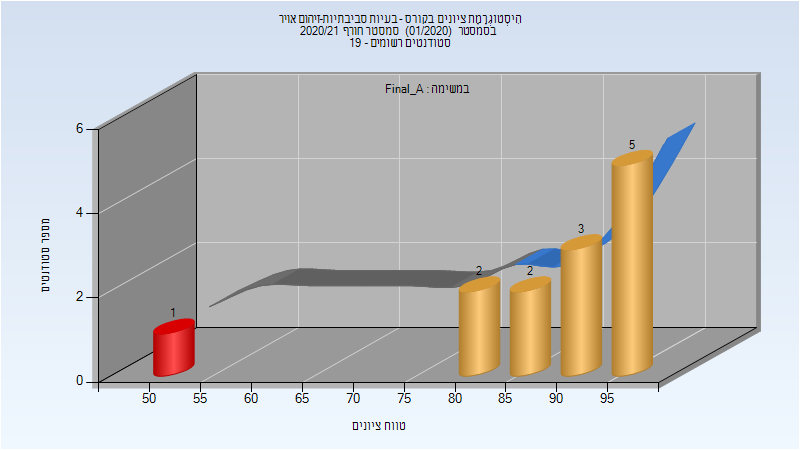 היסטוגרמת ציונים בקורס - בעיות סביבתיות-זיהום אויר
בסמסטר (01/2020) סמסטר חורף 2020/21
סטודנטים רשומים - 19
במשימה : Final_A
מספר סטודנטים
6
4
2
0
1
2
2
3
5
50 55 60 65 70 75 80 85 90 95
טווח ציונים